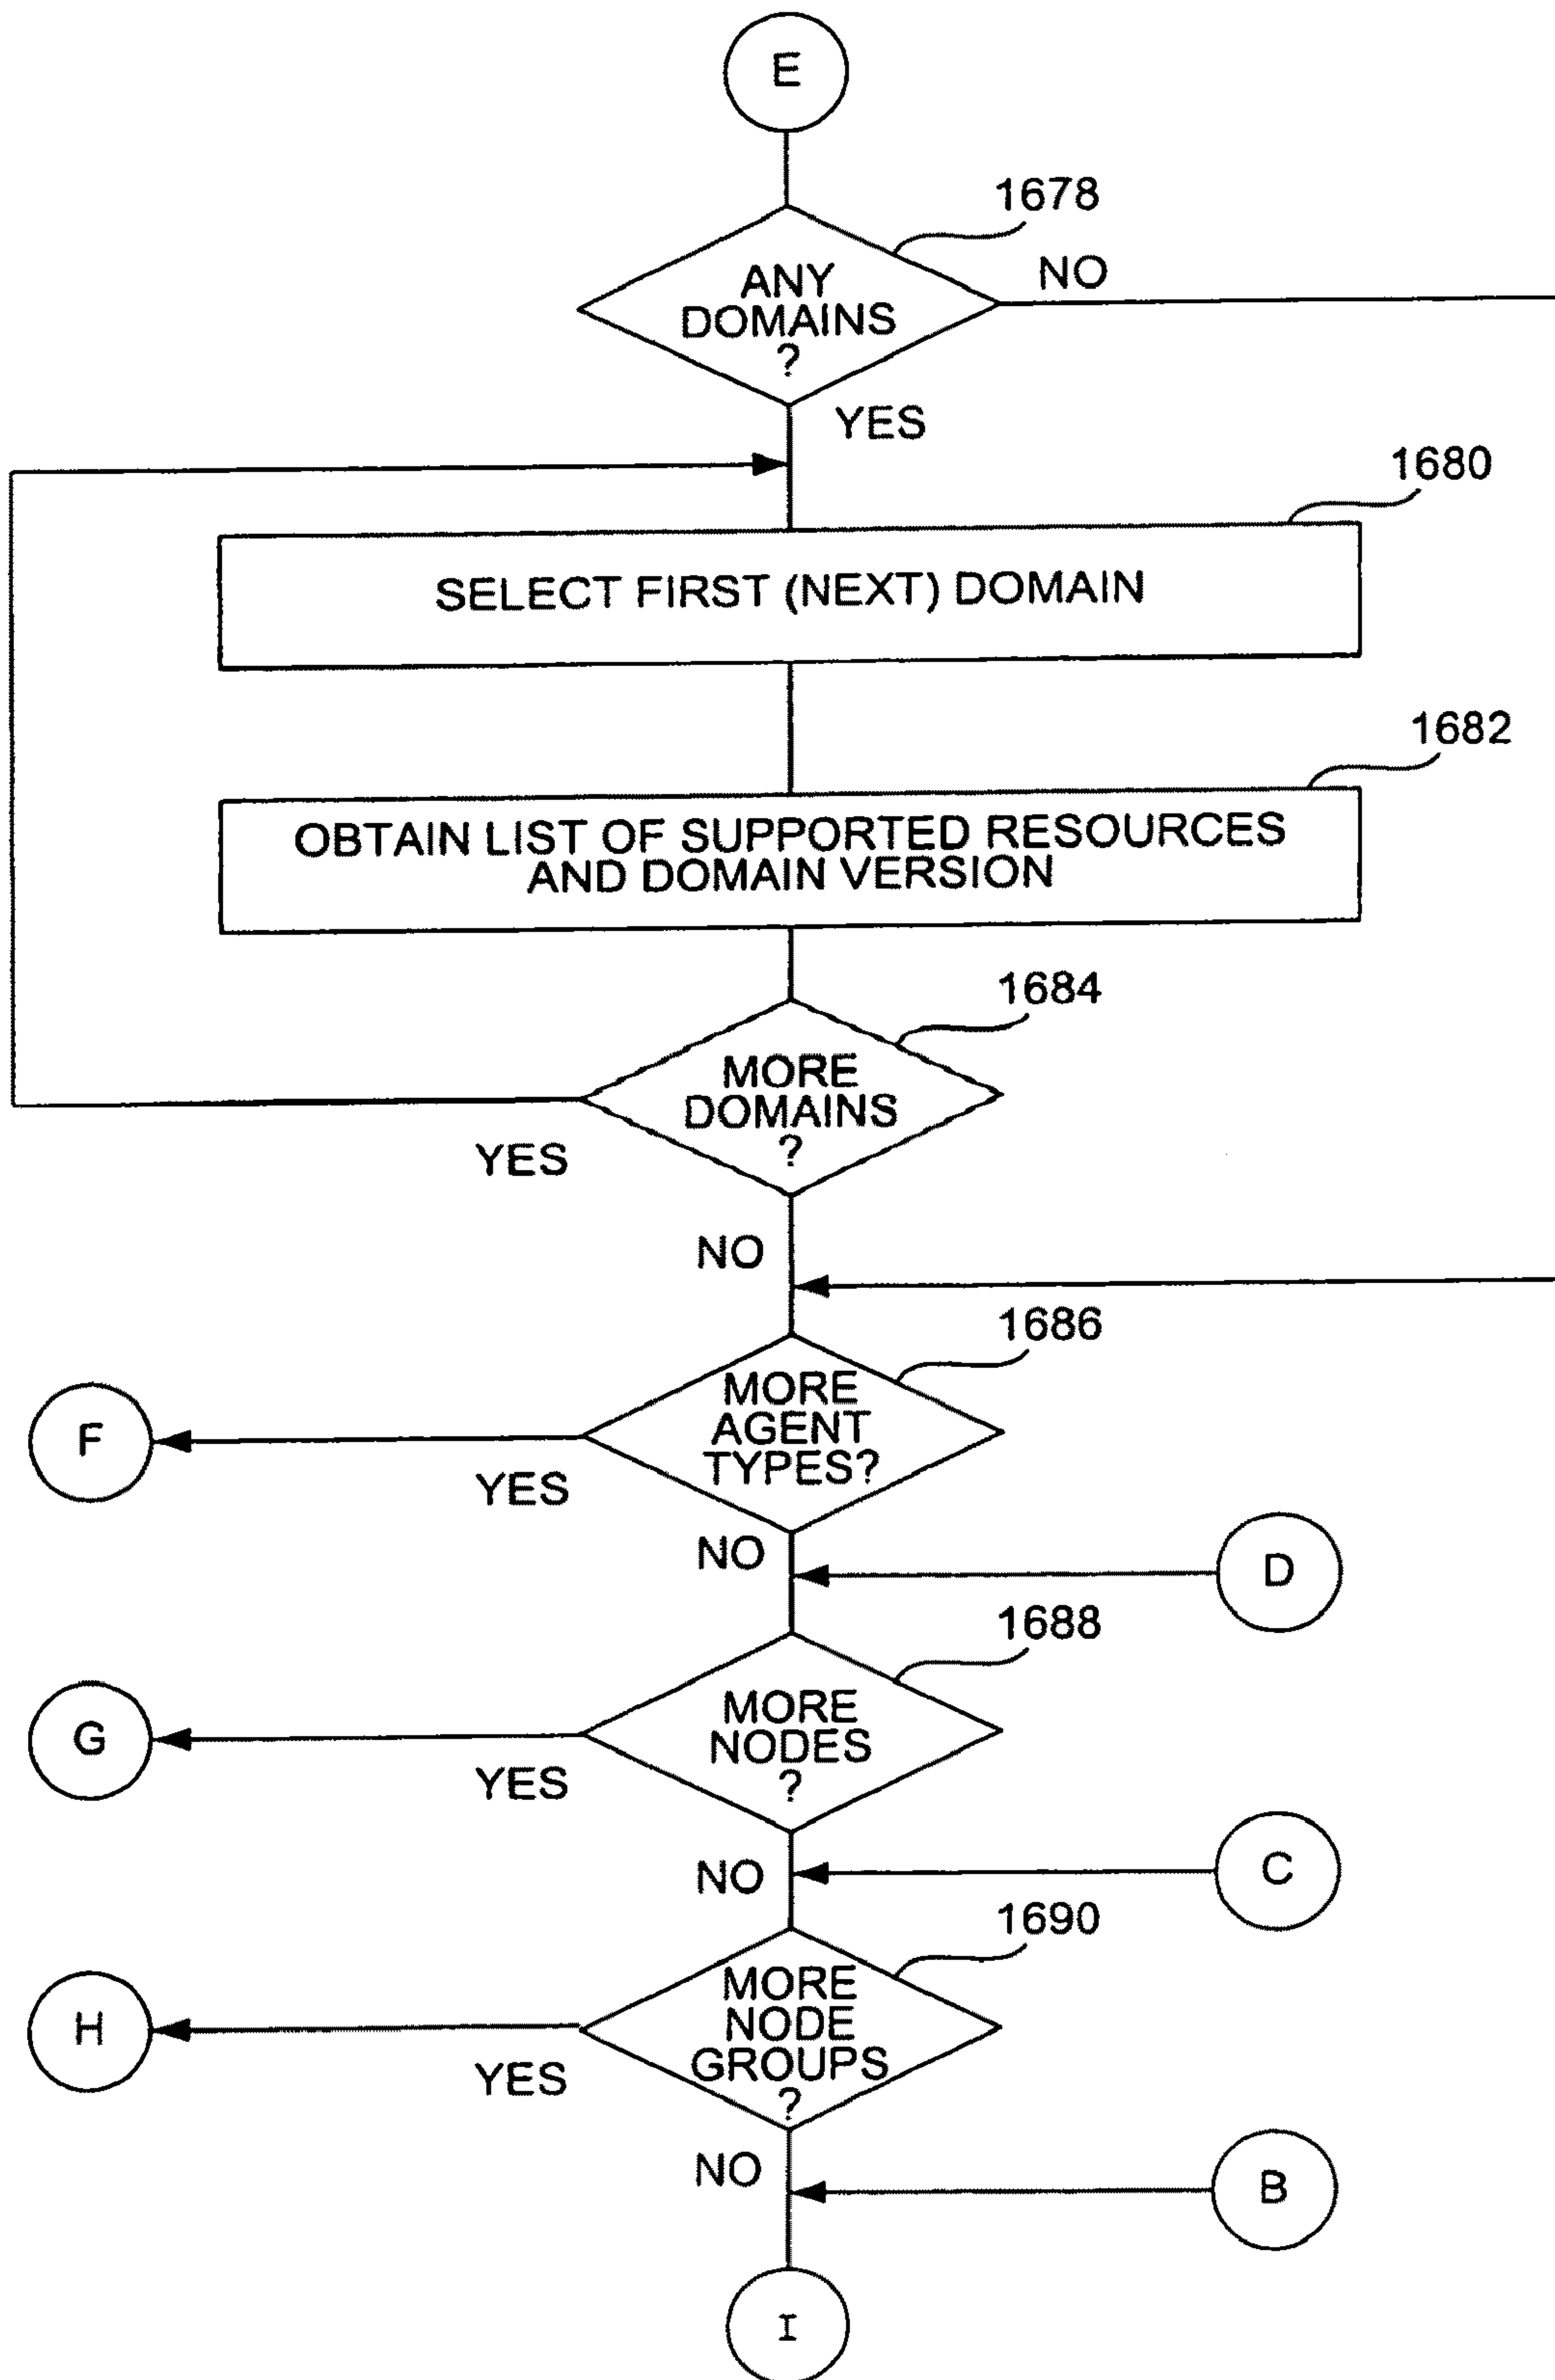 E
1678
ANY
DOMAINS
?
NO
YES
1680
SELECT FIRST (NEXT) DOMAIN
1682
OBTAIN LIST OF SUPPORTED RESOURCES
AND DOMAIN VERSION
1684
MORE
DOMAINS
?
YES
NO
1686
MORE
AGENT
TYPES?
F
YES
NO
D
1688
MORE
NODES
?
G
YES
NO
C
1690
MORE
NODE
GROUPS
?
H
YES
NO
B
I